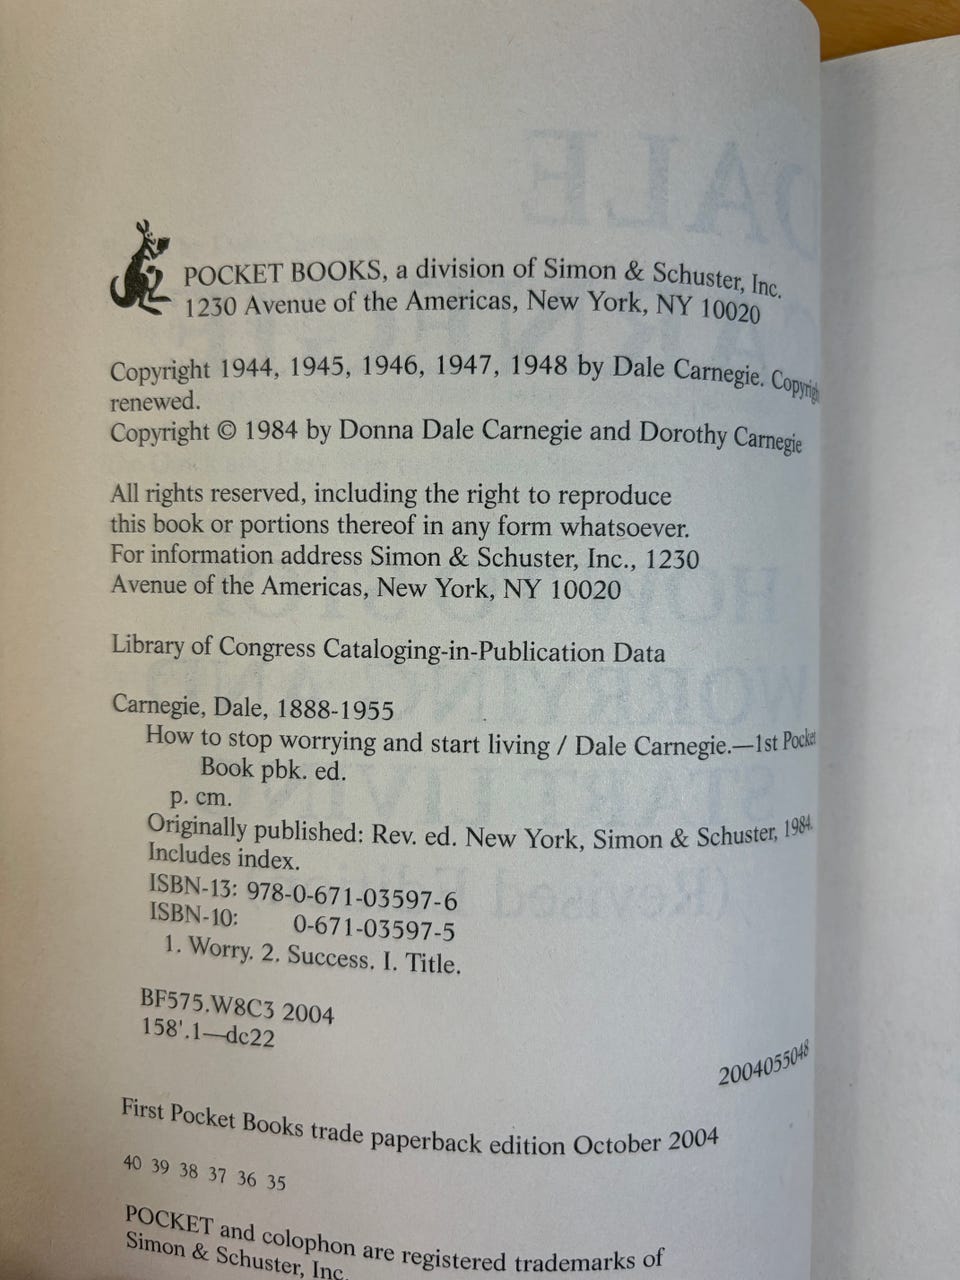 POCKET BOOKS, a division of Simon & Schuster, Inc.
1230 Avenue of the Americas, New York, NY 10020
Copyright 1944, 1945, 1946, 1947, 1948 by Dale Carnegie. Copyright
renewed.
Copyright © 1984 by Donna Dale Carnegie and Dorothy Carnegie
All rights reserved, including the right to reproduce
this book or portions thereof in any form whatsoever.
For information address Simon & Schuster, Inc., 1230
Avenue of the Americas, New York, NY 10020
Library of Congress Cataloging-in-Publication Data
Carnegie, Dale, 1888-1955
How to stop worrying and start living / Dale Carnegie.—1st Pocket
Book pbk. ed.
p. cm.
Originally published: Rev. ed. New York, Simon & Schuster, 1984.
Includes index.
ISBN-13: 978-0-671-03597-6
ISBN-10: 0-671-03597-5
1. Worry. 2. Success. I. Title.
BF575.W8C3 2004
158'.1—dc22
2004055048
First Pocket Books trade paperback edition October 2004
40 39 38 37 36 35
POCKET and colophon are registered trademarks of
Simon & Schuster, Inc.